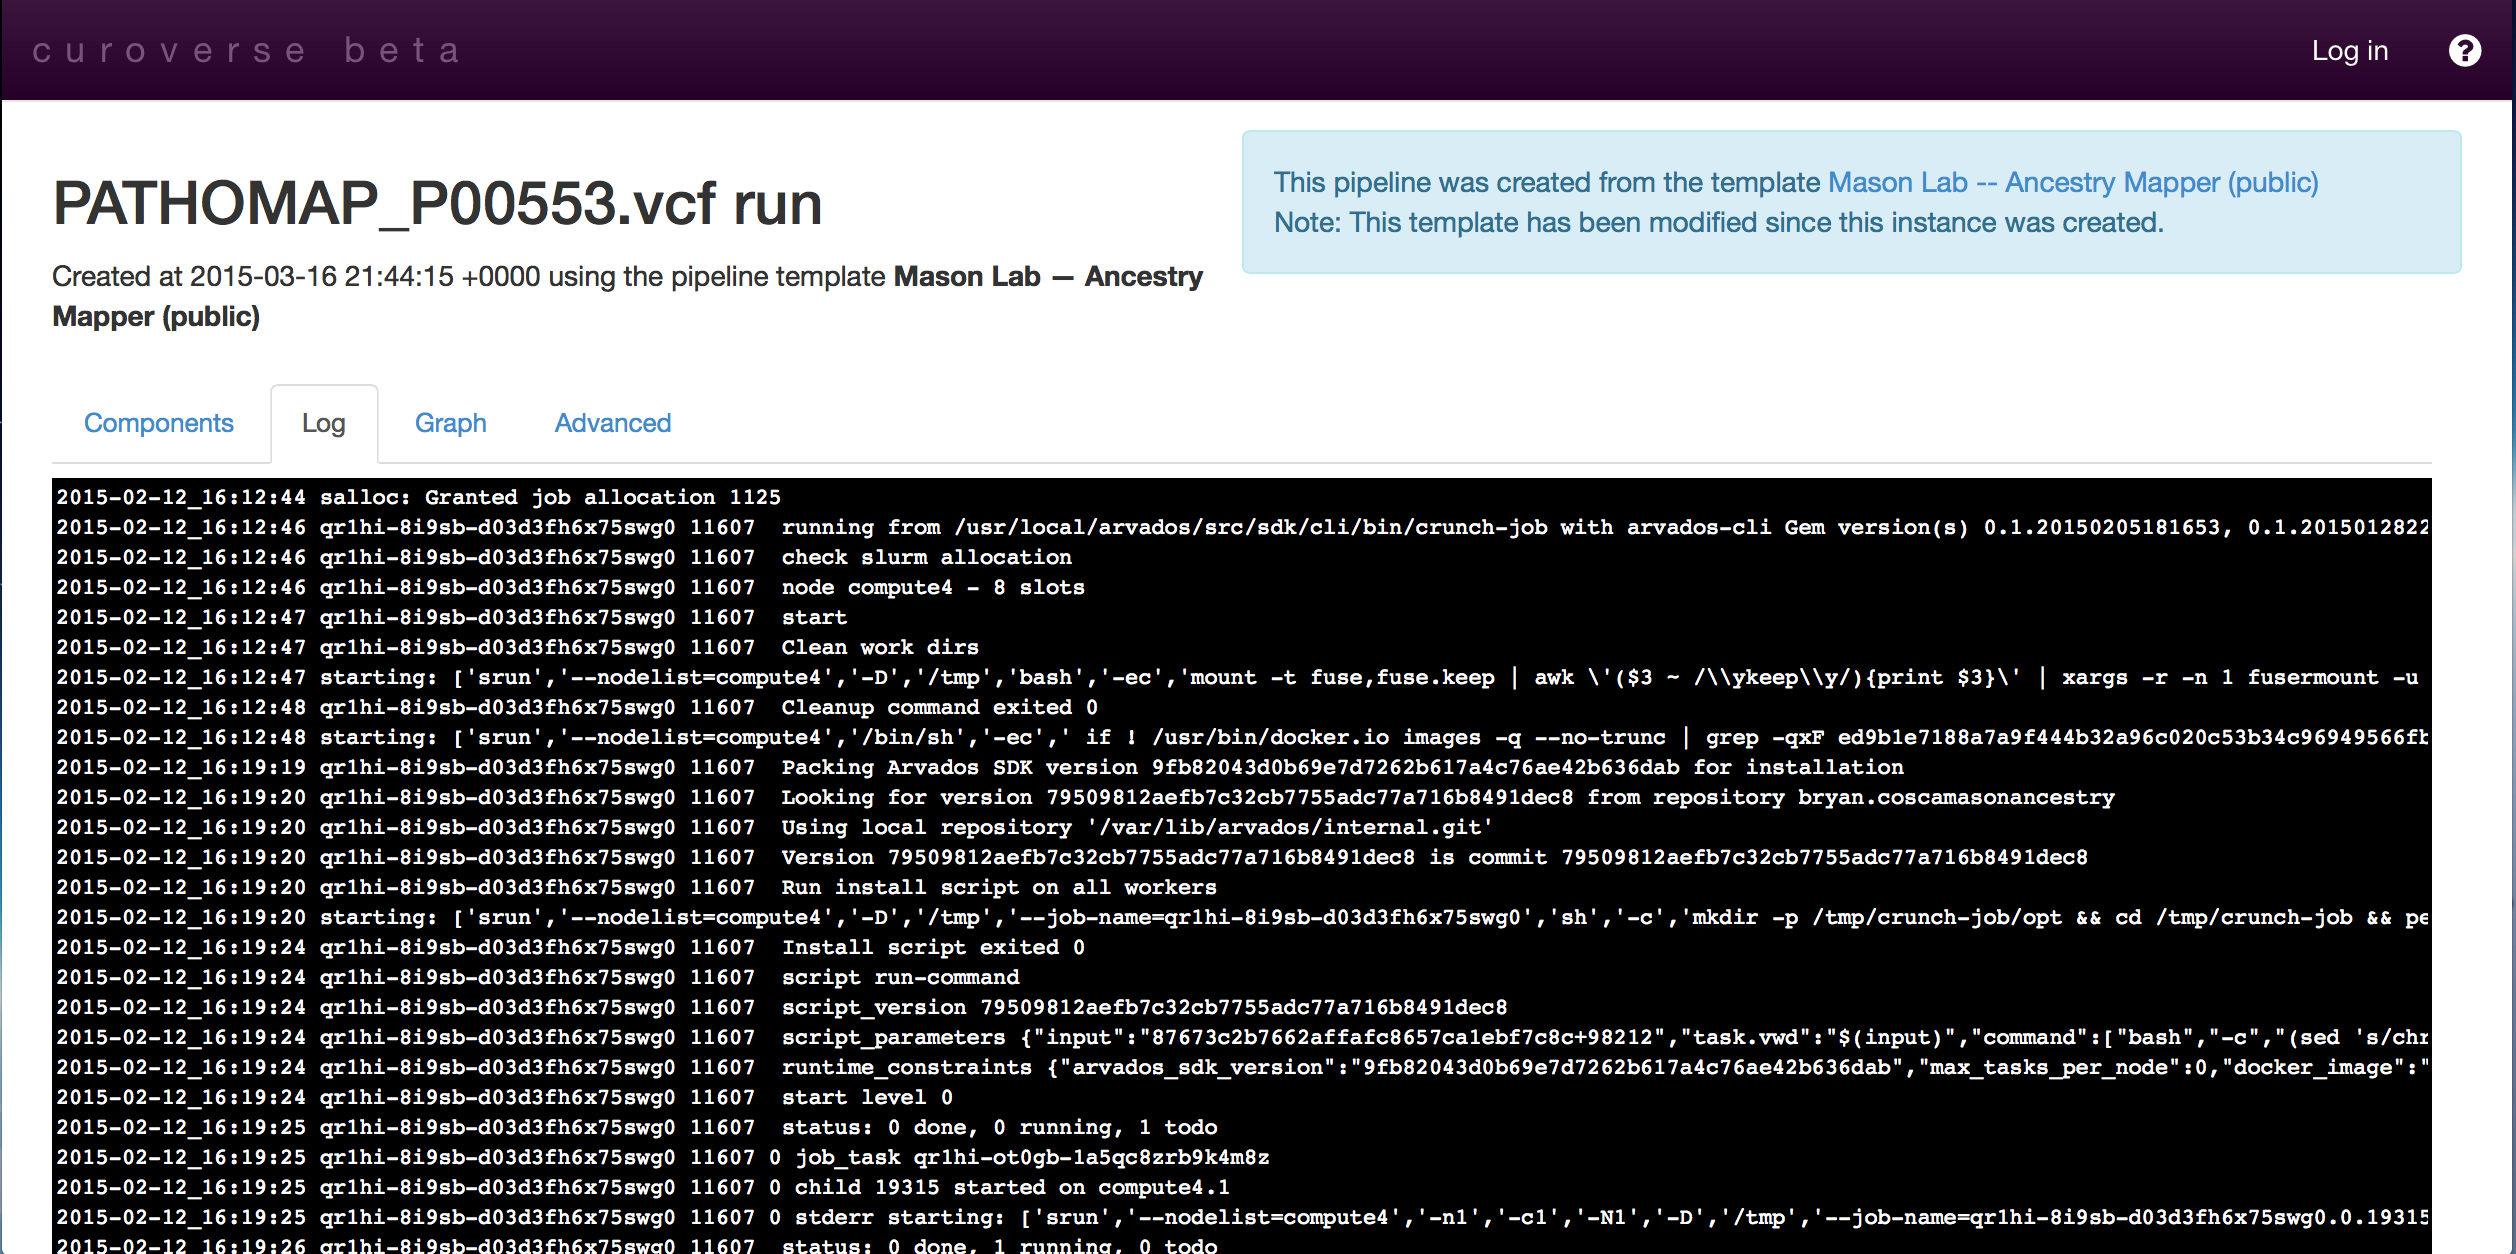 curoverse beta
Log in
?
PATHOMAP_P00553.vcf run
Created at 2015-03-16 21:44:15 +0000 using the pipeline template Mason Lab — Ancestry
Mapper (public)
This pipeline was created from the template Mason Lab -- Ancestry Mapper (public)
Note: This template has been modified since this instance was created.
Components
Log
Graph
Advanced
2015-02-12_16:12:44 salloc: Granted job allocation 1125
2015-02-12_16:12:46 qr1hi-8i9sb-d03d3fh6x75swg0 11607  running from /usr/local/arvados/src/sdk/cli/bin/crunch-job with arvados-cli Gem version(s) 0.1.20150205181653, 0.1.2015012822
2015-02-12_16:12:46 qr1hi-8i9sb-d03d3fh6x75swg0 11607  check slurm allocation
2015-02-12_16:12:46 qr1hi-8i9sb-d03d3fh6x75swg0 11607  node compute4 - 8 slots
2015-02-12_16:12:47 qr1hi-8i9sb-d03d3fh6x75swg0 11607  start
2015-02-12_16:12:47 qr1hi-8i9sb-d03d3fh6x75swg0 11607  Clean work dirs
2015-02-12_16:12:47 starting: ['srun','--nodelist=compute4','-D','/tmp','bash','-ec','mount -t fuse,fuse.keep | awk \'($3 ~ /\\ykeep\\y/){print $3}\' | xargs -r -n 1 fusermount -u
2015-02-12_16:12:48 qr1hi-8i9sb-d03d3fh6x75swg0 11607  Cleanup command exited 0
2015-02-12_16:12:48 starting: ['srun','--nodelist=compute4','/bin/sh','-ec',' if ! /usr/bin/docker.io images -q --no-trunc | grep -qxF ed9b1e7188a7a9f444b32a96c020c53b34c96949566fb
2015-02-12_16:19:19 qr1hi-8i9sb-d03d3fh6x75swg0 11607  Packing Arvados SDK version 9fb82043d0b69e7d7262b617a4c76ae42b636dab for installation
2015-02-12_16:19:20 qr1hi-8i9sb-d03d3fh6x75swg0 11607  Looking for version 79509812aefb7c32cb7755adc77a716b8491dec8 from repository bryan.coscamasonancestry
2015-02-12_16:19:20 qr1hi-8i9sb-d03d3fh6x75swg0 11607  Using local repository '/var/lib/arvados/internal.git'
2015-02-12_16:19:20 qr1hi-8i9sb-d03d3fh6x75swg0 11607  Version 79509812aefb7c32cb7755adc77a716b8491dec8 is commit 79509812aefb7c32cb7755adc77a716b8491dec8
2015-02-12_16:19:20 qr1hi-8i9sb-d03d3fh6x75swg0 11607  Run install script on all workers
2015-02-12_16:19:20 starting: ['srun','--nodelist=compute4','-D','/tmp','--job-name=qr1hi-8i9sb-d03d3fh6x75swg0','sh','-c','mkdir -p /tmp/crunch-job/opt && cd /tmp/crunch-job && pe
2015-02-12_16:19:24 qr1hi-8i9sb-d03d3fh6x75swg0 11607  Install script exited 0
2015-02-12_16:19:24 qr1hi-8i9sb-d03d3fh6x75swg0 11607  script run-command
2015-02-12_16:19:24 qr1hi-8i9sb-d03d3fh6x75swg0 11607  script_version 79509812aefb7c32cb7755adc77a716b8491dec8
2015-02-12_16:19:24 qr1hi-8i9sb-d03d3fh6x75swg0 11607  script_parameters {"input":"87673c2b7662affafc8657ca1ebf7c8c+98212","task.vwd":"$(input)","command":["bash","-c","(sed 's/chr
2015-02-12_16:19:24 qr1hi-8i9sb-d03d3fh6x75swg0 11607  runtime_constraints {"arvados_sdk_version":"9fb82043d0b69e7d7262b617a4c76ae42b636dab","max_tasks_per_node":0,"docker_image":"
2015-02-12_16:19:24 qr1hi-8i9sb-d03d3fh6x75swg0 11607  start level 0
2015-02-12_16:19:25 qr1hi-8i9sb-d03d3fh6x75swg0 11607  status: 0 done, 0 running, 1 todo
2015-02-12_16:19:25 qr1hi-8i9sb-d03d3fh6x75swg0 11607 0 job_task qr1hi-ot0gb-1a5qc8zrb9k4m8z
2015-02-12_16:19:25 qr1hi-8i9sb-d03d3fh6x75swg0 11607 0 child 19315 started on compute4.1
2015-02-12_16:19:25 qr1hi-8i9sb-d03d3fh6x75swg0 11607 0 stderr starting: ['srun','--nodelist=compute4','-n1','-c1','-N1','-D','/tmp','--job-name=qr1hi-8i9sb-d03d3fh6x75swg0.0.19315
2015-02-12_16:19:26 qr1hi-8i9sb-d03d3fh6x75swg0 11607  status: 0 done, 1 running, 0 todo